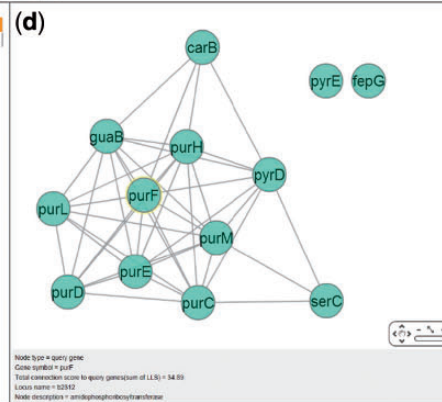 (d)
carB
pyrE fepG
guaB
purH
pyrD
purF
purL
purM
purE
purD
purC
serC
Node type = query gene
Gene symbol = purF
Total connection score to query genes(sum of LLS) = 34.89
Locus name = b2312
Node description = amidophosphoribosyltransferase